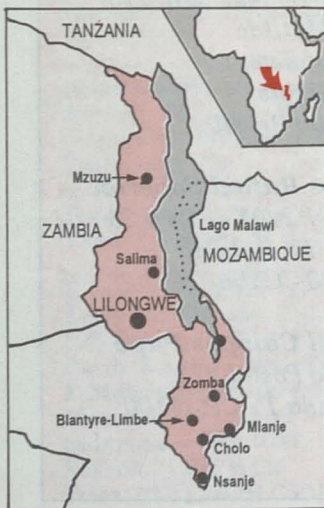 TANZANIA
Mzuzu
ZAMBIA
Lago Malawi
MOZAMBIQUE
Salima
LILONGWE
Zomba
Blantyre-Limbe
Mlanje
Cholo
Nsanje